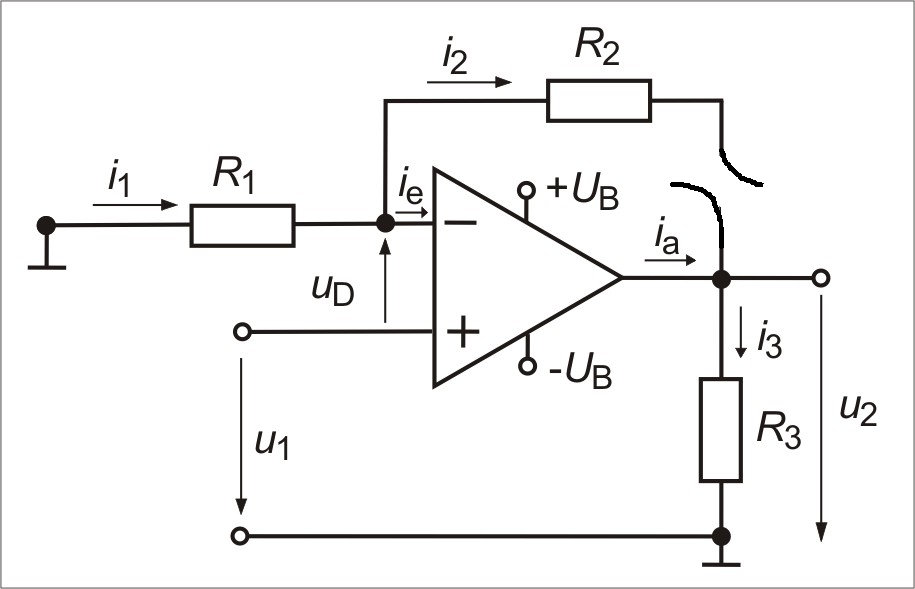 i2
R2
i1
R1
ie
+UB
ia
uD
−
+
-UB
i3
u1
R3
u2